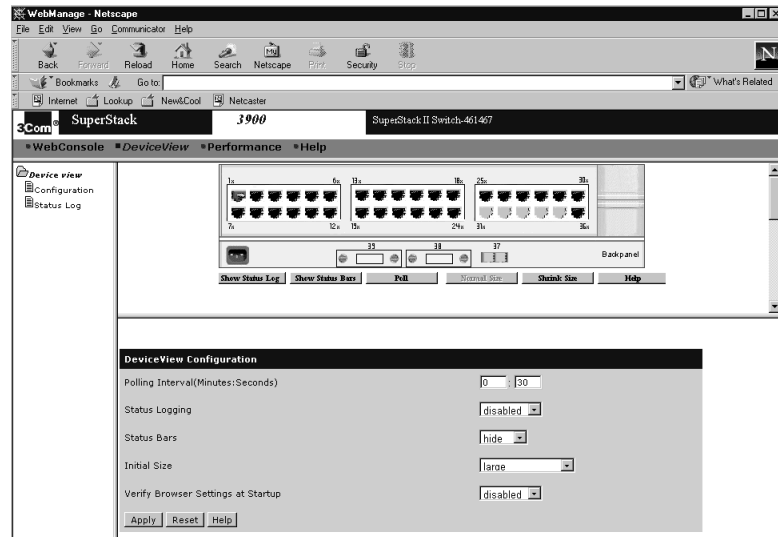 WebManage - Netscape
File Edit View Go Communicator Help
Back Forward Reload Home Search Netscape Print Security Stop
Bookmarks Go to: What's Related
Internet Lookup New&Cool Netcaster
3Com® SuperStack 3900 SuperStack II Switch-461467
WebConsole DeviceView Performance Help
Device view
Configuration
Status Log
1x 6x 13x 18x 25x 30x
7x 12x 19x 24x 31x 36x
39 38 37
Backpanel
Show Status Log Show Status Bars Poll Normal Size Shrink Size Help
DeviceView Configuration
Polling Interval(Minutes:Seconds) 0 : 30
Status Logging disabled
Status Bars hide
Initial Size large
Verify Browser Settings at Startup disabled
Apply Reset Help